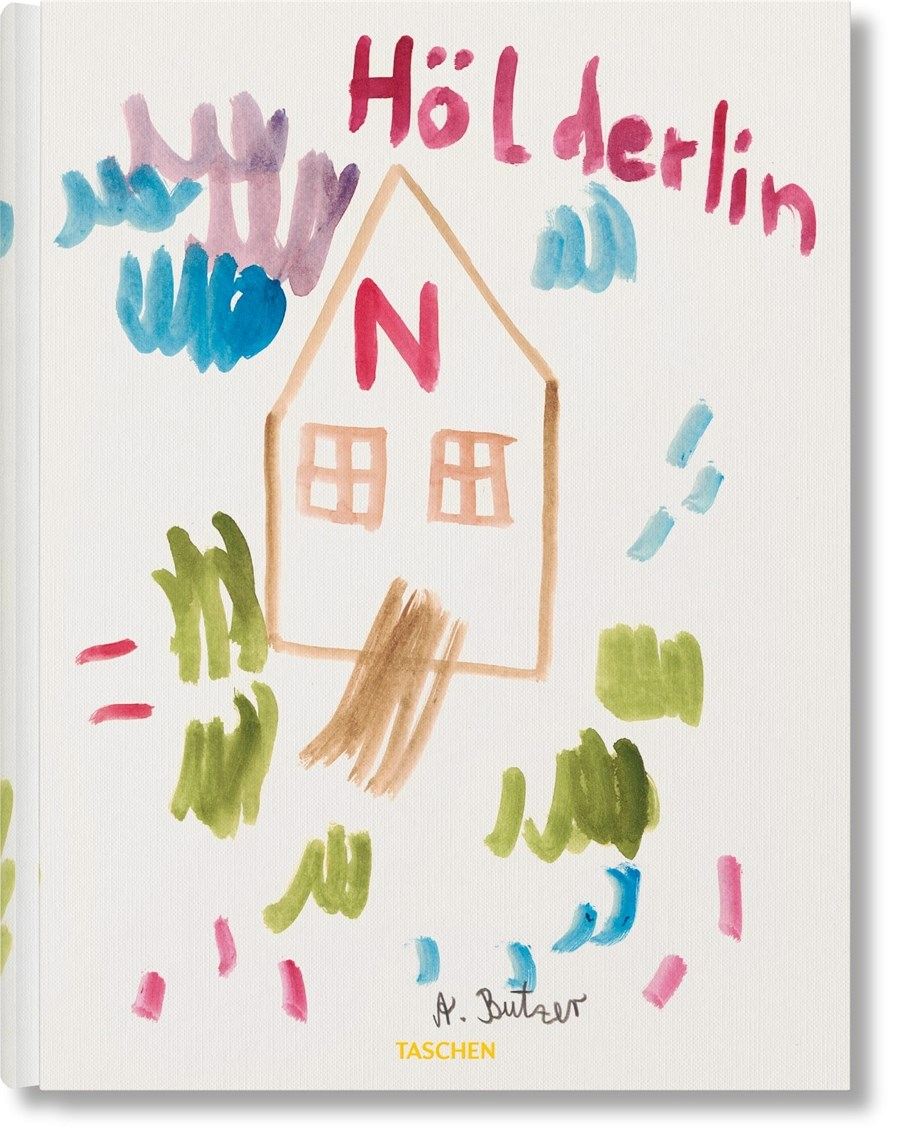 Hölderlin
N
A. Butzer
TASCHEN